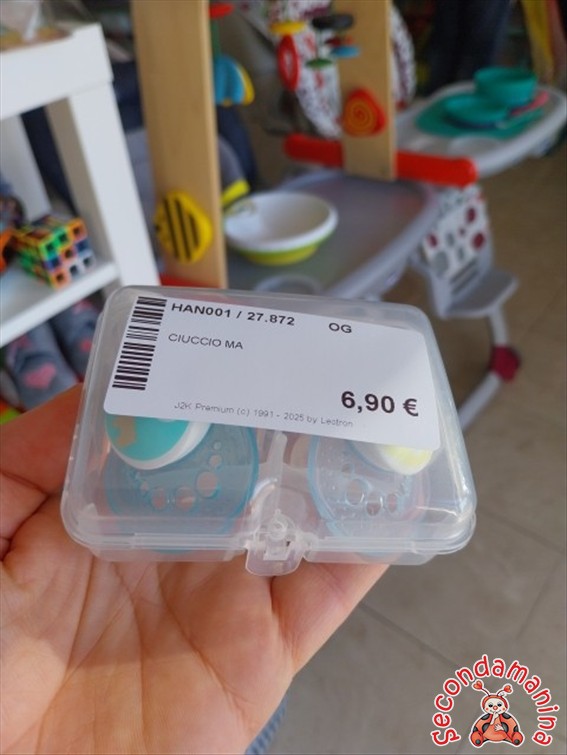 HAN001 / 27.872 OG
CIUCCIO MA
6,90 €
J2K Premium (c) 1991 - 2025 by Lestron
Secondamanina